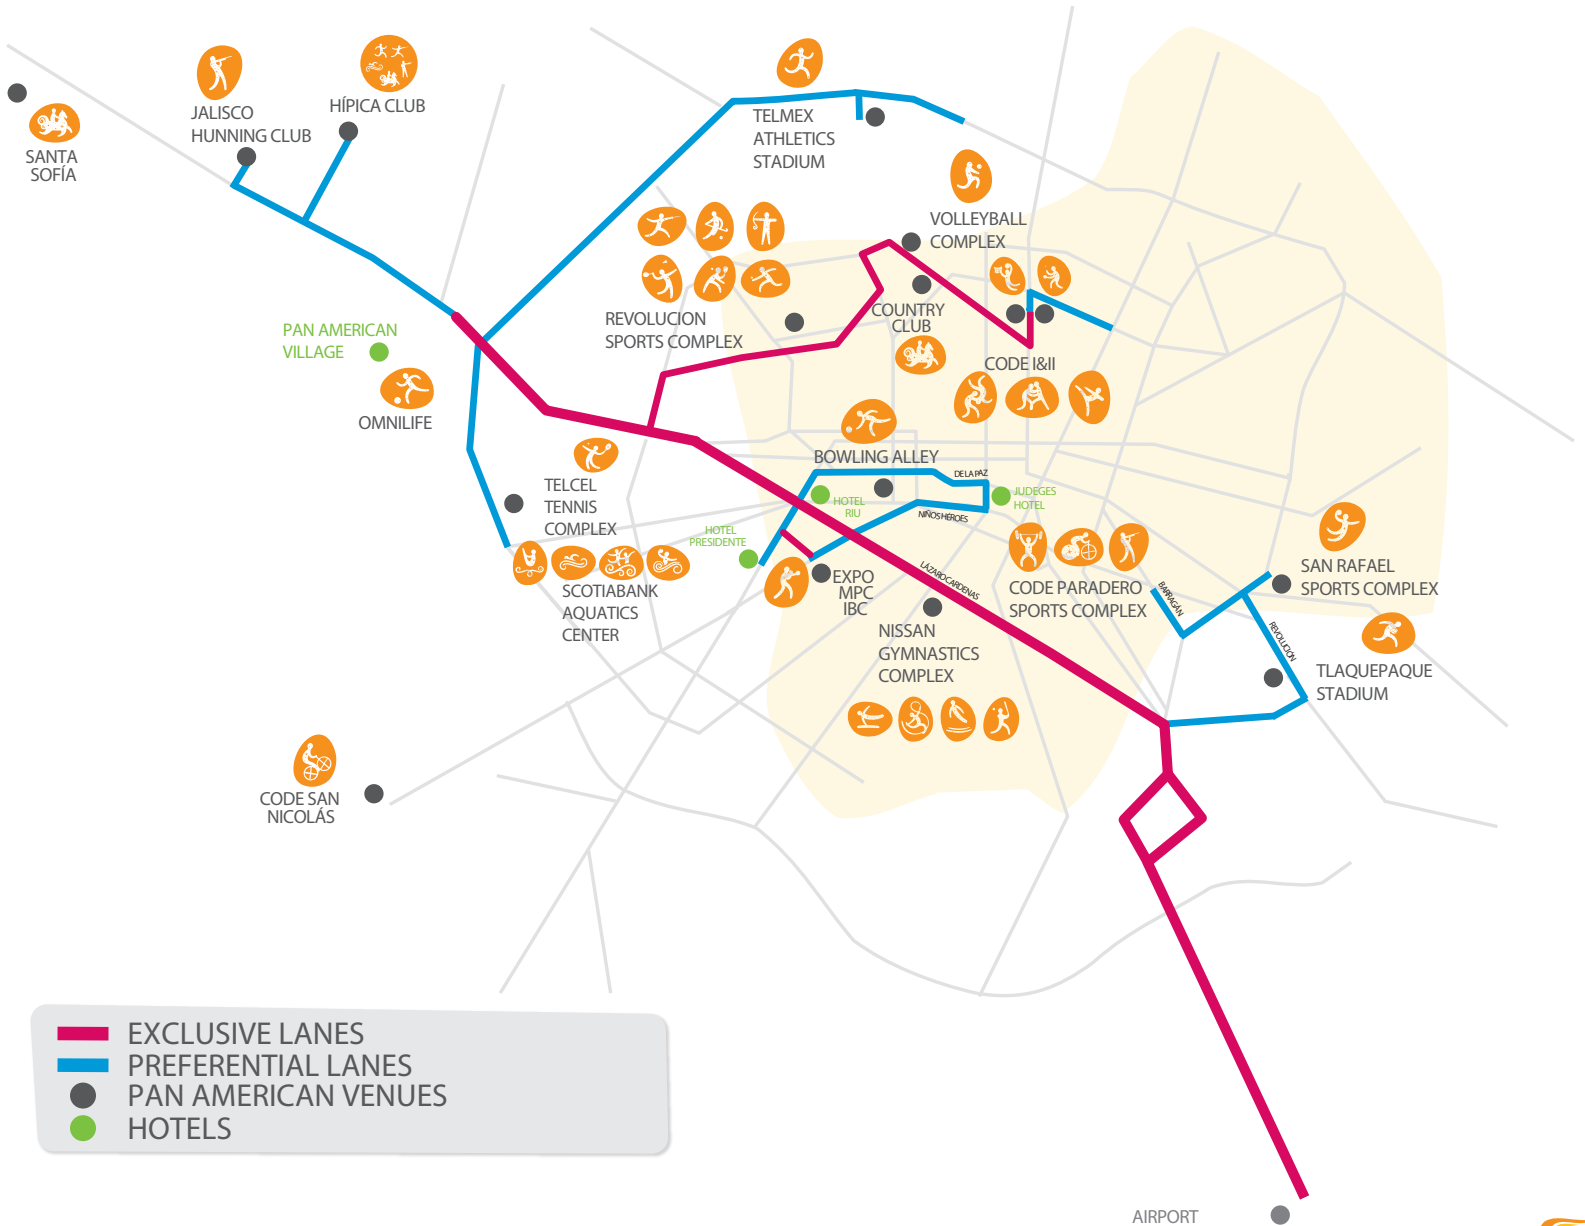 JALISCO
HUNNING CLUB
HÍPICA CLUB
SANTA
SOFÍA
TELMEX
ATHLETICS
STADIUM
VOLLEYBALL
COMPLEX
REVOLUCION
SPORTS COMPLEX
COUNTRY
CLUB
CODE I&II
PAN AMERICAN
VILLAGE
OMNILIFE
BOWLING ALLEY
DE LA PAZ
TELCEL
TENNIS
COMPLEX
HOTEL
RIU
JUDEGES
HOTEL
NIÑOS HÉROES
HOTEL
PRESIDENTE
SCOTIABANK
AQUATICS
CENTER
EXPO
MPC
IBC
LÁZARO CARDENAS
NISSAN
GYMNASTICS
COMPLEX
CODE PARADERO
SPORTS COMPLEX
BARRAGÁN
SAN RAFAEL
SPORTS COMPLEX
REVOLUCIÓN
TLAQUEPAQUE
STADIUM
CODE SAN
NICOLÁS
EXCLUSIVE LANES
PREFERENTIAL LANES
PAN AMERICAN VENUES
HOTELS
AIRPORT